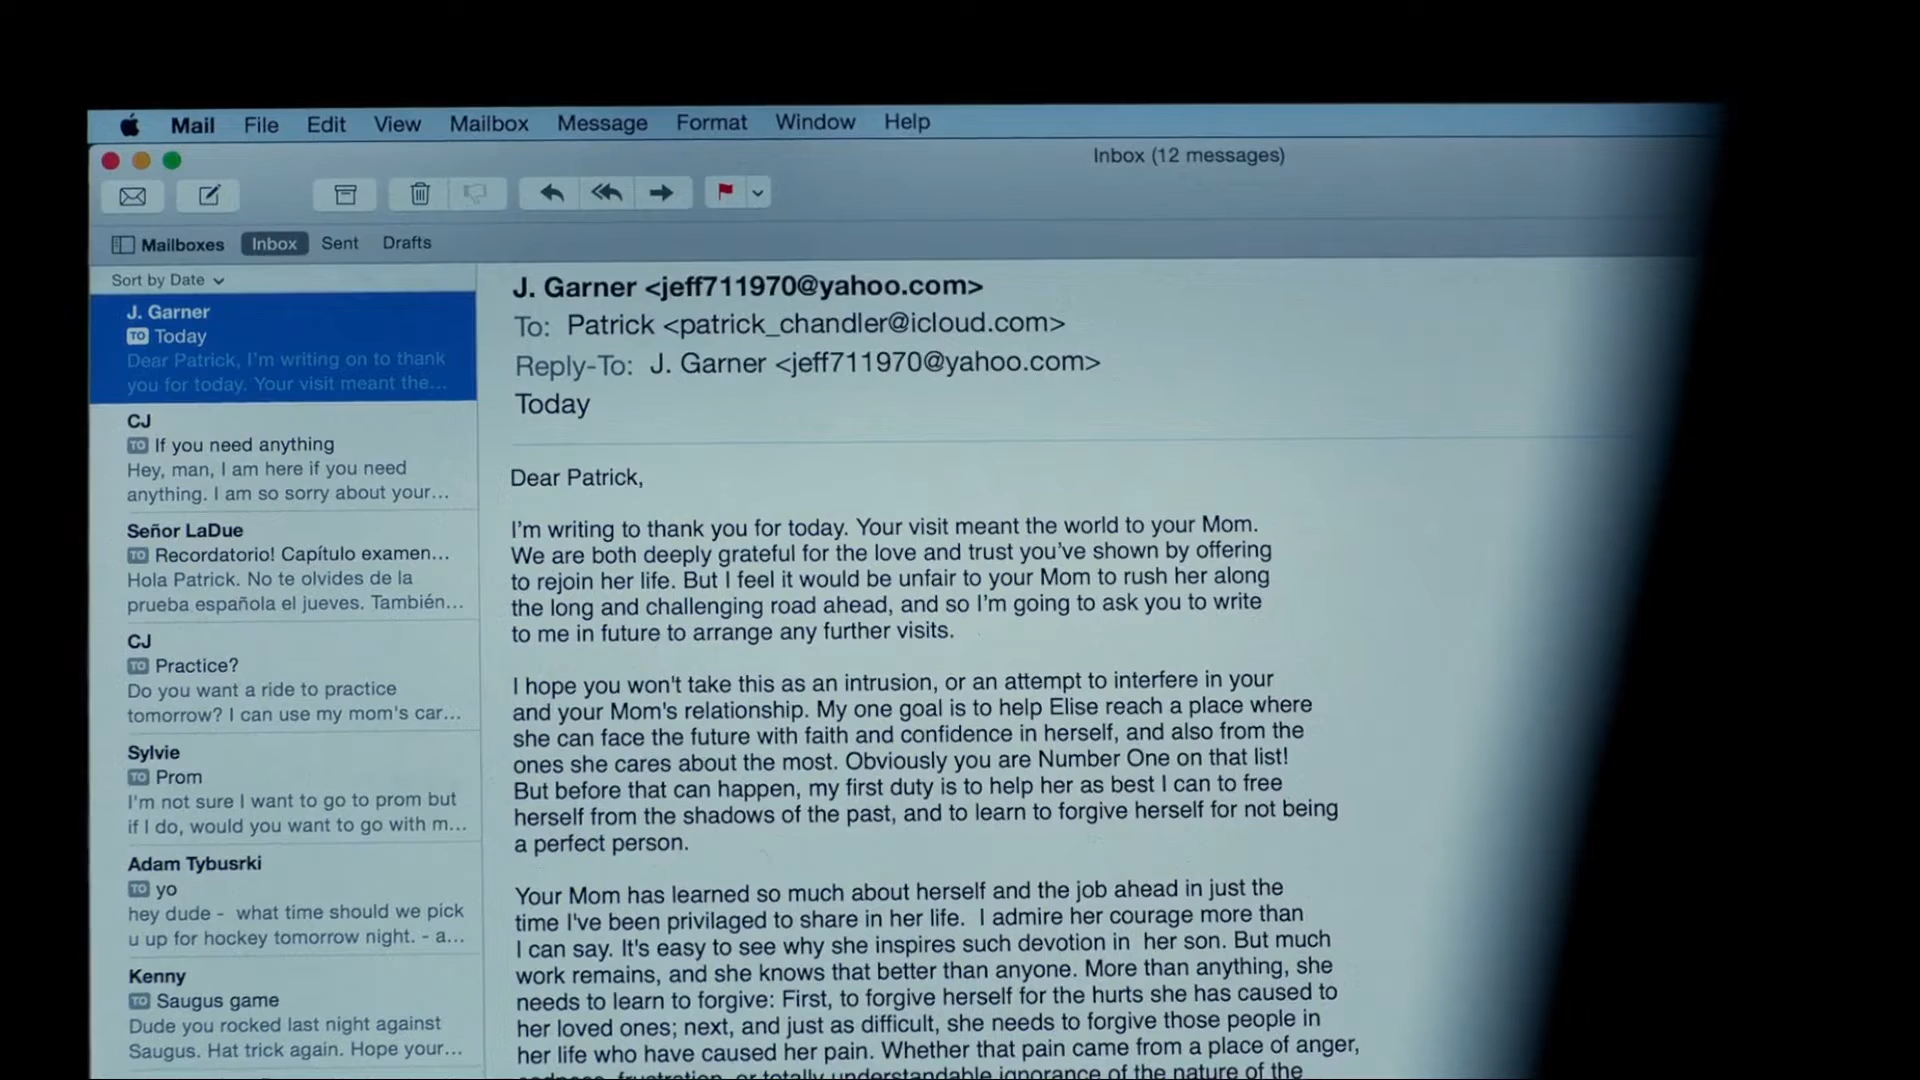 Mail File Edit View Mailbox Message Format Window Help
Inbox (12 messages)
Mailboxes Inbox Sent Drafts
Sort by Date
J. Garner
TO Today
Dear Patrick, I'm writing on to thank
you for today. Your visit meant the...
CJ
TO If you need anything
Hey, man, I am here if you need
anything. I am so sorry about your...
Señor LaDue
TO Recordatorio! Capítulo examen...
Hola Patrick. No te olvides de la
prueba española el jueves. También...
CJ
TO Practice?
Do you want a ride to practice
tomorrow? I can use my mom's car...
Sylvie
TO Prom
I'm not sure I want to go to prom but
if I do, would you want to go with m...
Adam Tybusrki
TO yo
hey dude - what time should we pick
u up for hockey tomorrow night. - a...
Kenny
TO Saugus game
Dude you rocked last night against
Saugus. Hat trick again. Hope your...
J. Garner <jeff711970@yahoo.com>
To: Patrick <patrick_chandler@icloud.com>
Reply-To: J. Garner <jeff711970@yahoo.com>
Today
Dear Patrick,
I'm writing to thank you for today. Your visit meant the world to your Mom.
We are both deeply grateful for the love and trust you've shown by offering
to rejoin her life. But I feel it would be unfair to your Mom to rush her along
the long and challenging road ahead, and so I'm going to ask you to write
to me in future to arrange any further visits.
I hope you won't take this as an intrusion, or an attempt to interfere in your
and your Mom's relationship. My one goal is to help Elise reach a place where
she can face the future with faith and confidence in herself, and also from the
ones she cares about the most. Obviously you are Number One on that list!
But before that can happen, my first duty is to help her as best I can to free
herself from the shadows of the past, and to learn to forgive herself for not being
a perfect person.
Your Mom has learned so much about herself and the job ahead in just the
time I've been privilaged to share in her life. I admire her courage more than
I can say. It's easy to see why she inspires such devotion in her son. But much
work remains, and she knows that better than anyone. More than anything, she
needs to learn to forgive: First, to forgive herself for the hurts she has caused to
her loved ones; next, and just as difficult, she needs to forgive those people in
her life who have caused her pain. Whether that pain came from a place of anger,
sadness, frustration, or totally understandable ignorance of the nature of the